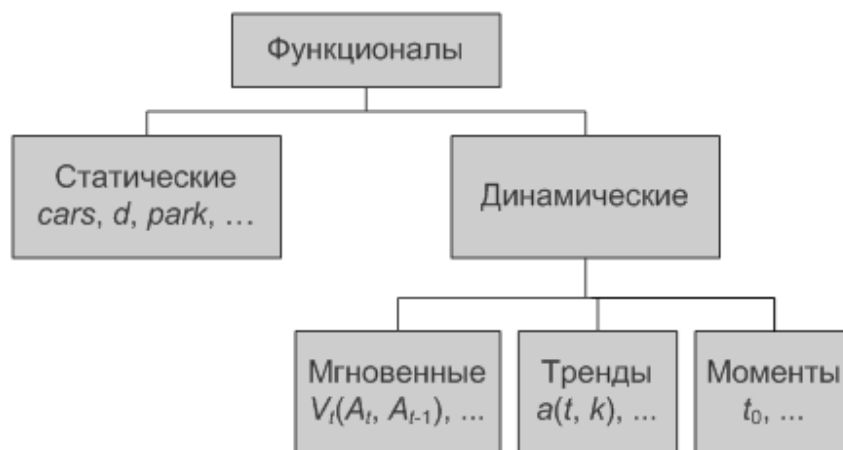 Функционалы
Статические
cars, d, park, ...
Динамические
Мгновенные
Vₜ(Aₜ, Aₜ₋₁), ...
Тренды
a(t, k), ...
Моменты
t₀, ...